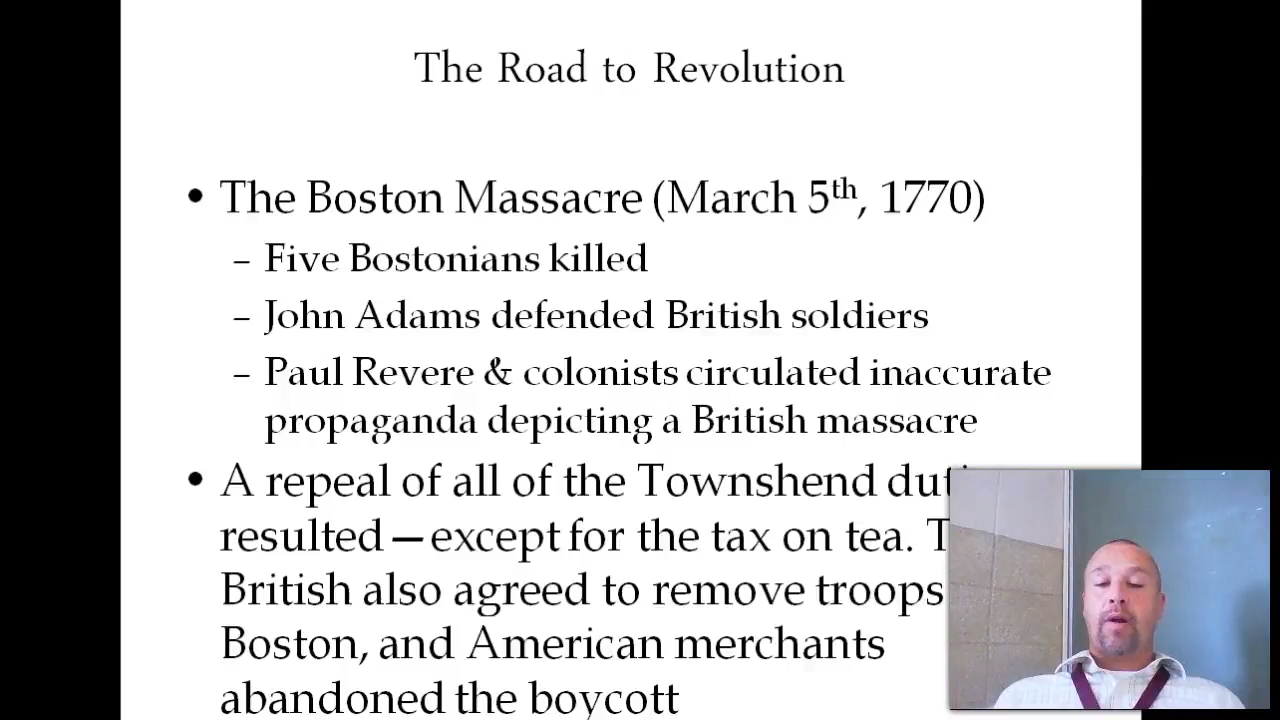 The Road to Revolution
• The Boston Massacre (March 5th, 1770)
– Five Bostonians killed
– John Adams defended British soldiers
– Paul Revere & colonists circulated inaccurate
propaganda depicting a British massacre
• A repeal of all of the Townshend
resulted—except for the tax on tea.
British also agreed to remove troops
Boston, and American merchants
abandoned the boycott